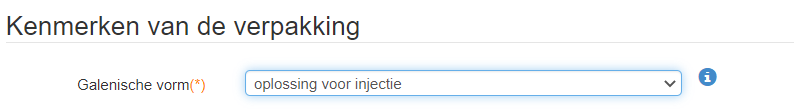 Kenmerken van de verpakking
Galenische vorm(*) oplossing voor injectie